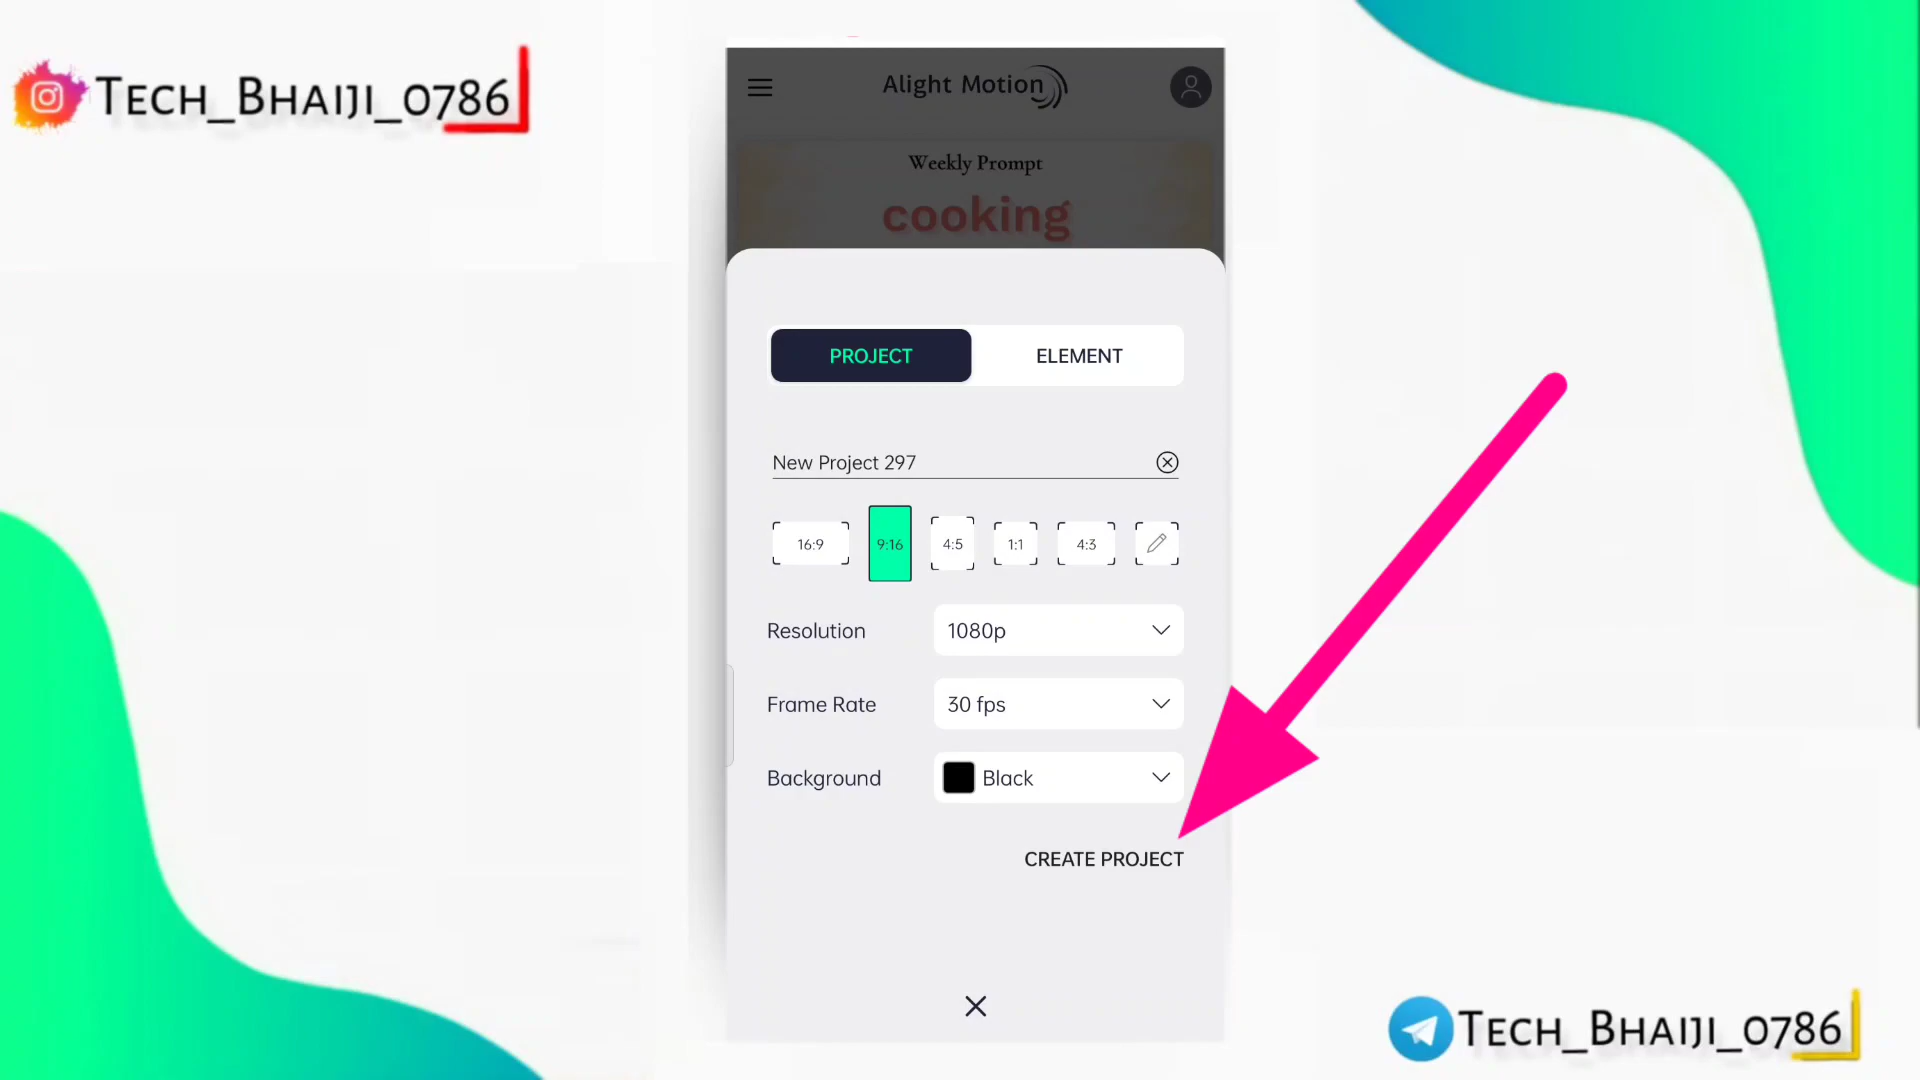 Tech_Bhaiji_0786
Alight Motion
Weekly Prompt
cooking
PROJECT
ELEMENT
New Project 297
16:9
9:16
4:5
1:1
4:3
Resolution
1080p
Frame Rate
30 fps
Background
Black
CREATE PROJECT
Tech_Bhaiji_0786